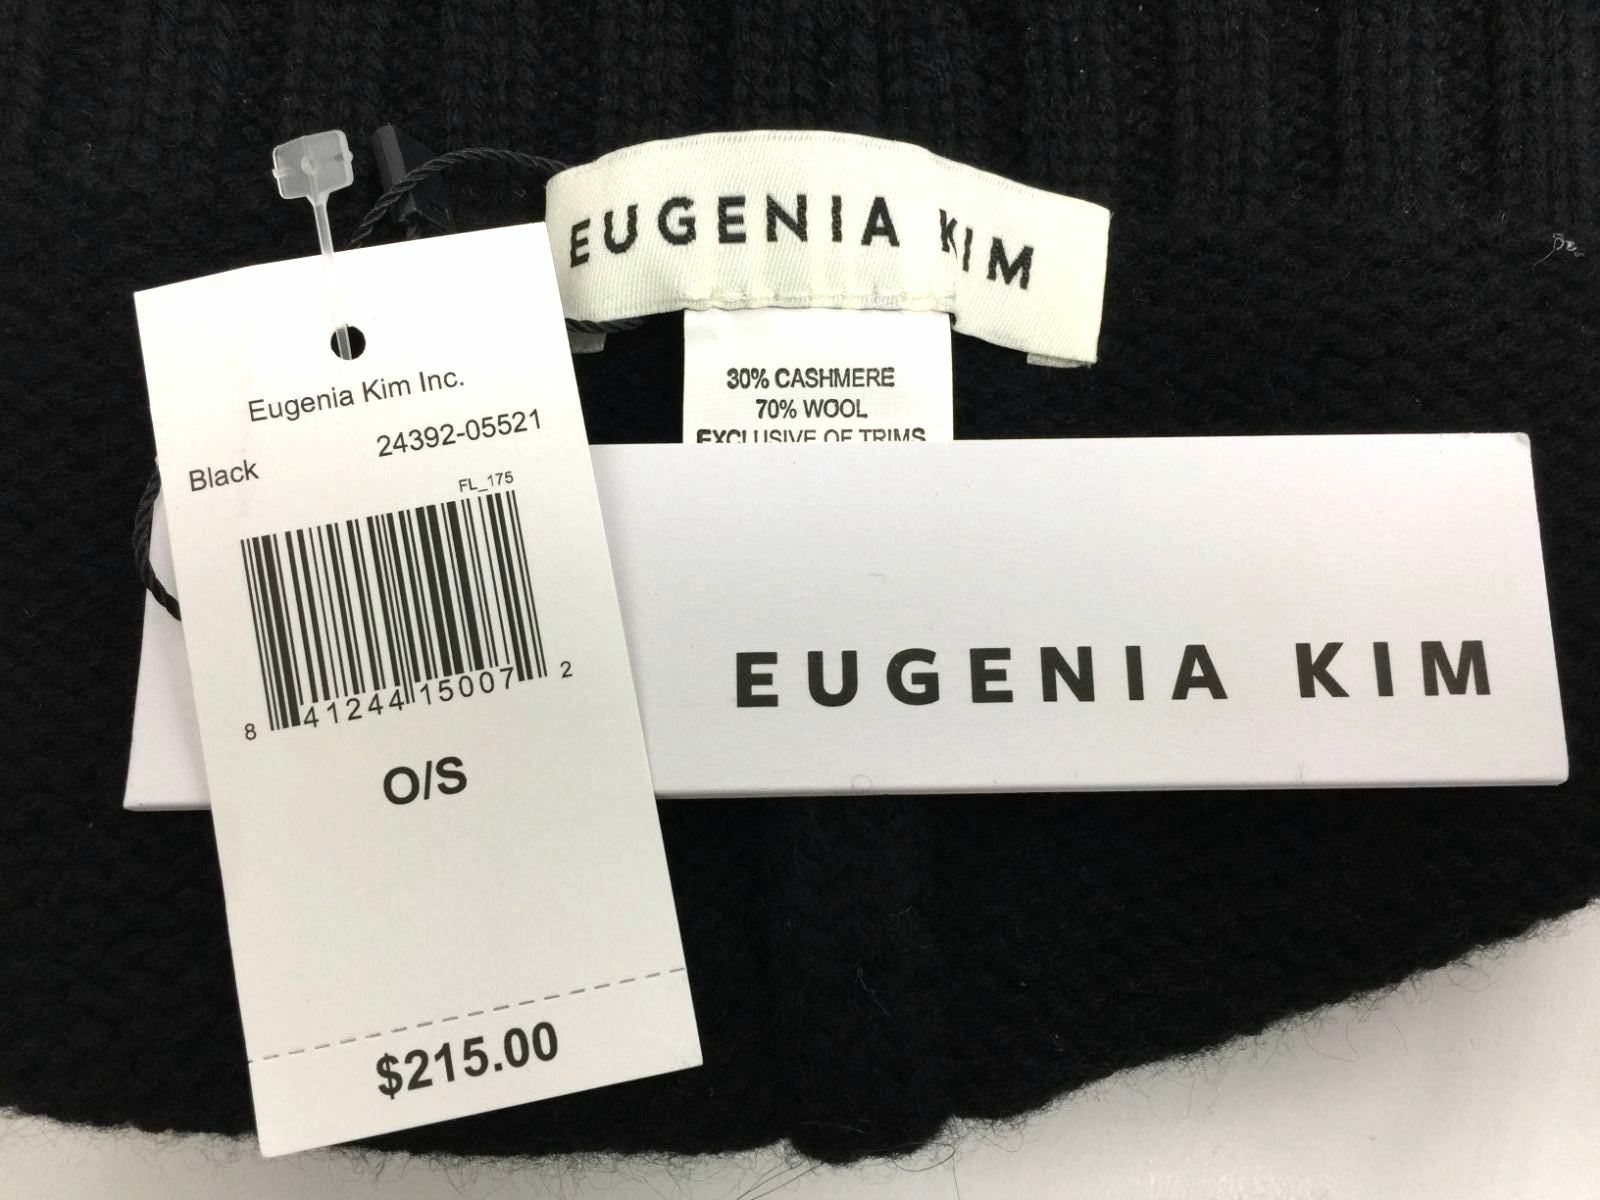 EUGENIA KIM
30% CASHMERE
70% WOOL
EXCLUSIVE OF TRIMS
Eugenia Kim Inc.
24392-05521
Black
FL_175
8 41244 15007 2
O/S
$215.00
EUGENIA KIM